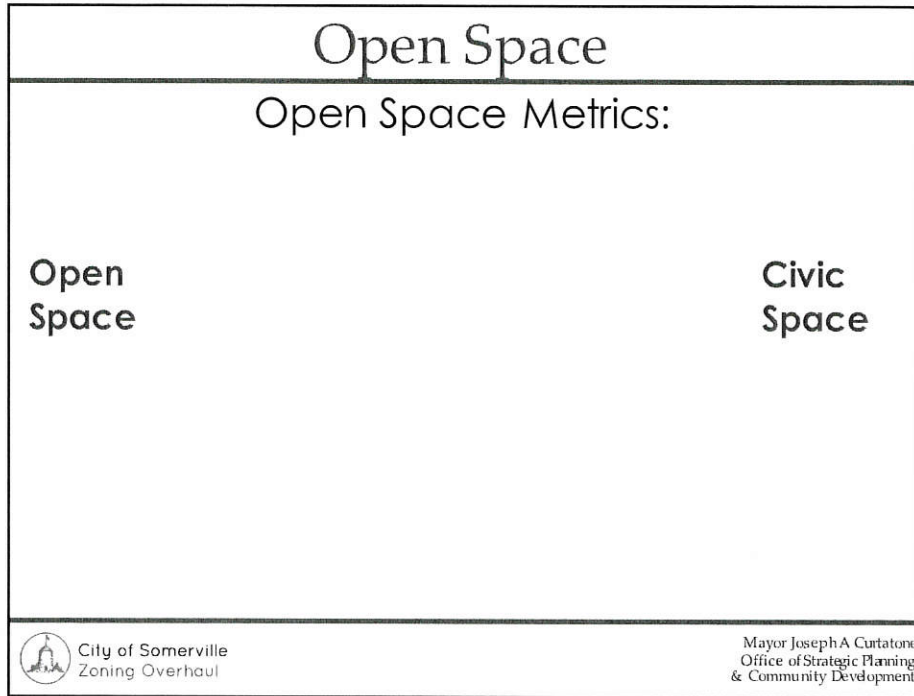 Open Space
Open Space Metrics:
Open
Space
Civic
Space
City of Somerville
Zoning Overhaul
Mayor Joseph A Curtatone
Office of Strategic Planning
& Community Development